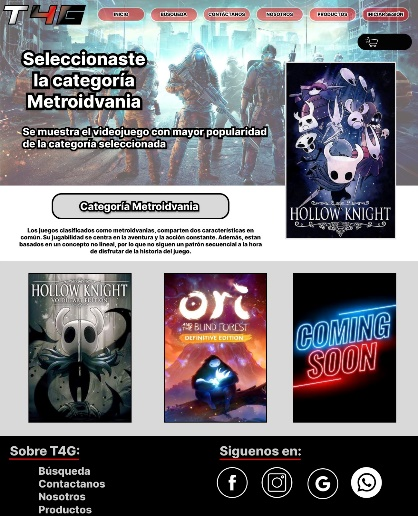 T4G
INICIO
BÚSQUEDA
CONTÁCTANOS
NOSOTROS
PRODUCTOS
INICIAR SESIÓN
Seleccionaste
la categoría
Metroidvania
Se muestra el videojuego con mayor popularidad
de la categoría seleccionada
HOLLOW KNIGHT
Categoría Metroidvania
Los juegos clasificados como metroidvanias, comparten dos características en
común. Su jugabilidad se centra en la aventura y la acción constante. Además, estan
basados en un concepto no lineal, por lo que no siguen un patrón secuencial a la hora
de disfrutar de la historia del juego.
HOLLOW KNIGHT
VOIDHEART EDITION
ori
AND THE BLIND FOREST
DEFINITIVE EDITION
COMING
SOON
Sobre T4G:
Búsqueda
Contactanos
Nosotros
Productos
Siguenos en: